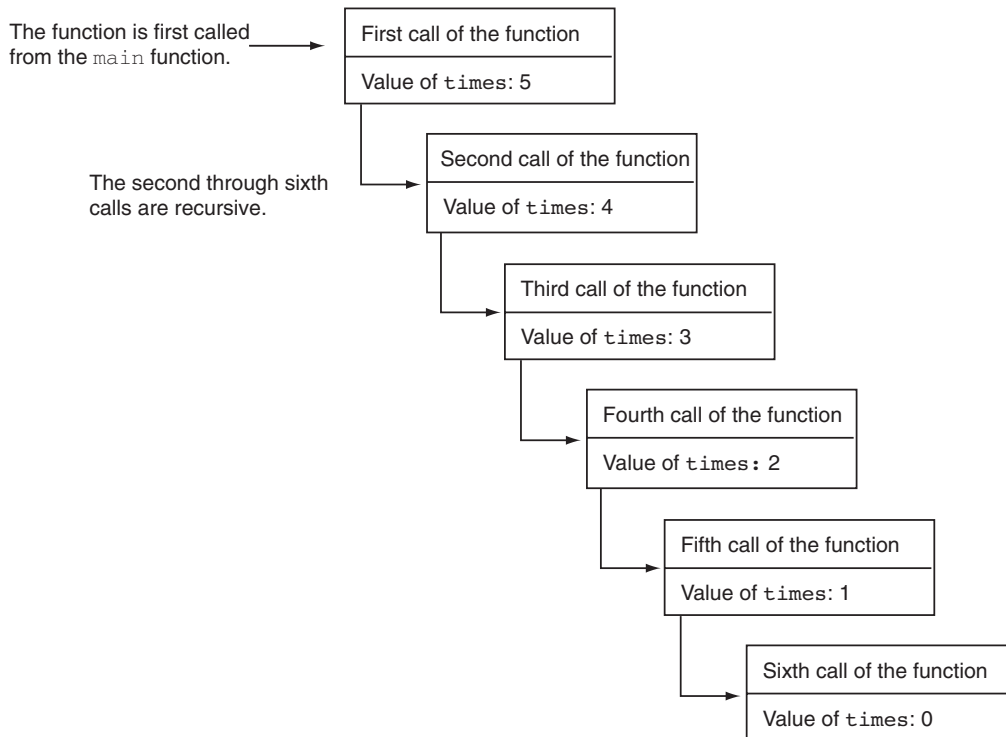 The function is first called
from the main function.
First call of the function
Value of times: 5
Second call of the function
Value of times: 4
The second through sixth
calls are recursive.
Third call of the function
Value of times: 3
Fourth call of the function
Value of times: 2
Fifth call of the function
Value of times: 1
Sixth call of the function
Value of times: 0